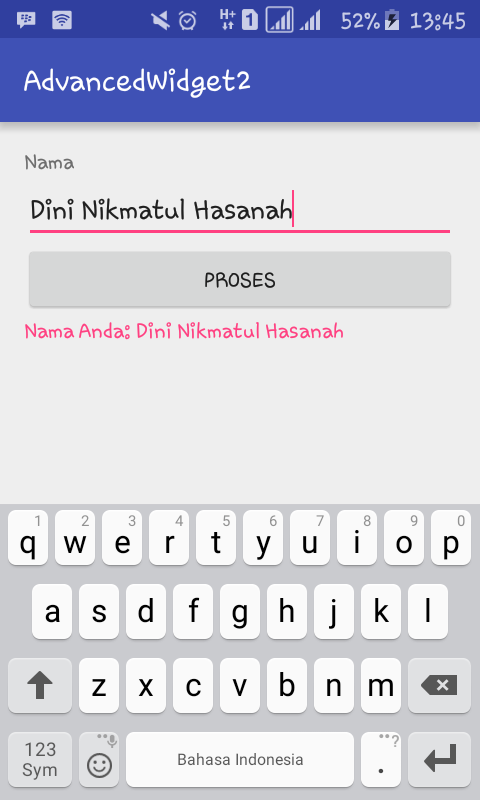 H+ 1 52% 13:45
AdvancedWidget2
Nama
Dini Nikmatul Hasanah
PROSES
Nama Anda: Dini Nikmatul Hasanah
1 2 3 4 5 6 7 8 9 0
q w e r t y u i o p
a s d f g h j k l
z x c v b n m
123
Sym
Bahasa Indonesia
. ?